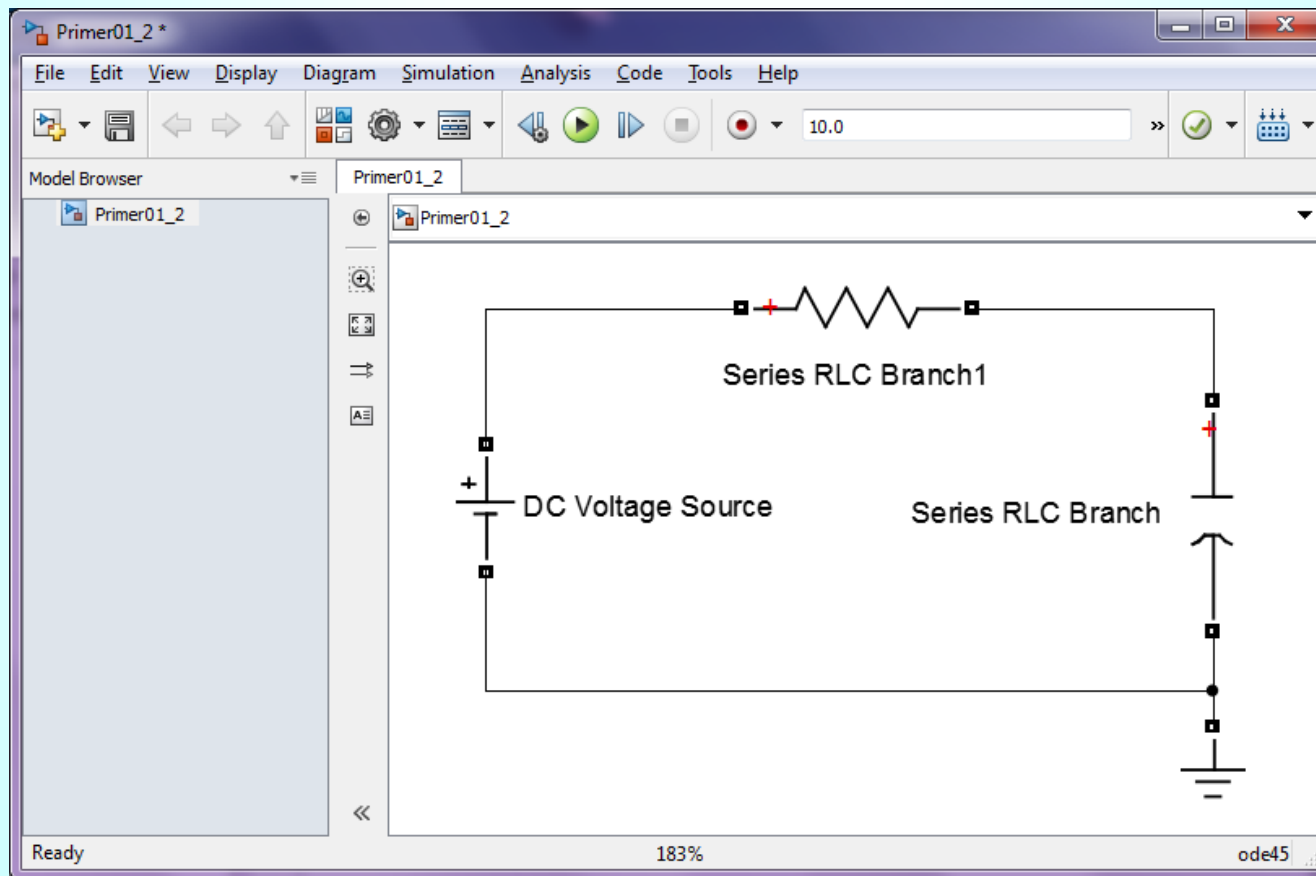 Primer01_2 *
File Edit View Display Diagram Simulation Analysis Code Tools Help
10.0 »
Model Browser
Primer01_2
Primer01_2
Primer01_2
Series RLC Branch1
+ DC Voltage Source
Series RLC Branch
Ready 183% ode45